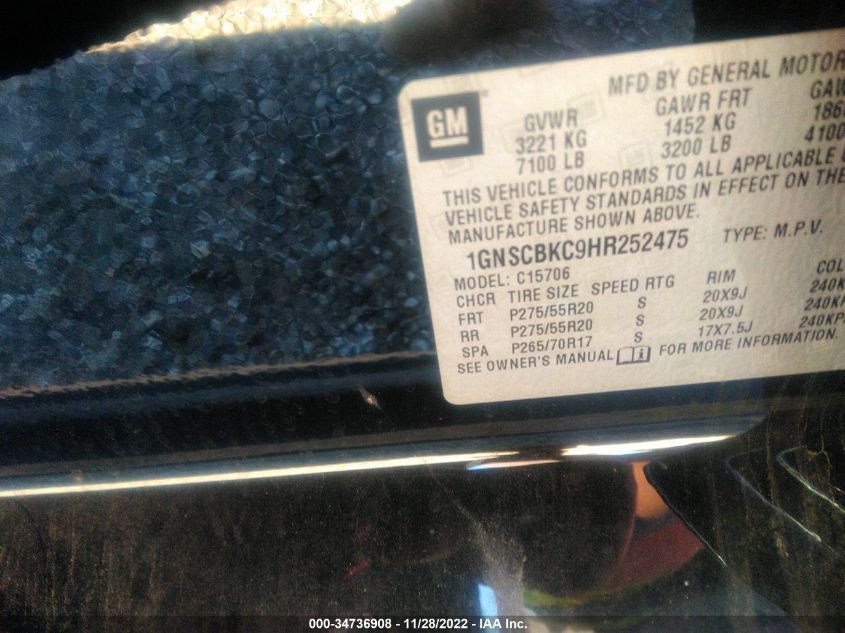 MFD BY GENERAL MOTOR
GM
GVWR GAWR FRT GAW
3221 KG 1452 KG 186
7100 LB 3200 LB 4100
THIS VEHICLE CONFORMS TO ALL APPLICABLE
VEHICLE SAFETY STANDARDS IN EFFECT ON THE
MANUFACTURE SHOWN ABOVE.
1GNSCBKC9HR252475 TYPE: M.P.V.
MODEL: C15706
CHCR TIRE SIZE SPEED RTG RIM COL
FRT P275/55R20 S 20X9J 240K
RR P275/55R20 S 20X9J 240KP
SPA P265/70R17 S 17X7.5J 240KP
SEE OWNER'S MANUAL i FOR MORE INFORMATION.
000-34736908 - 11/28/2022 - IAA Inc.